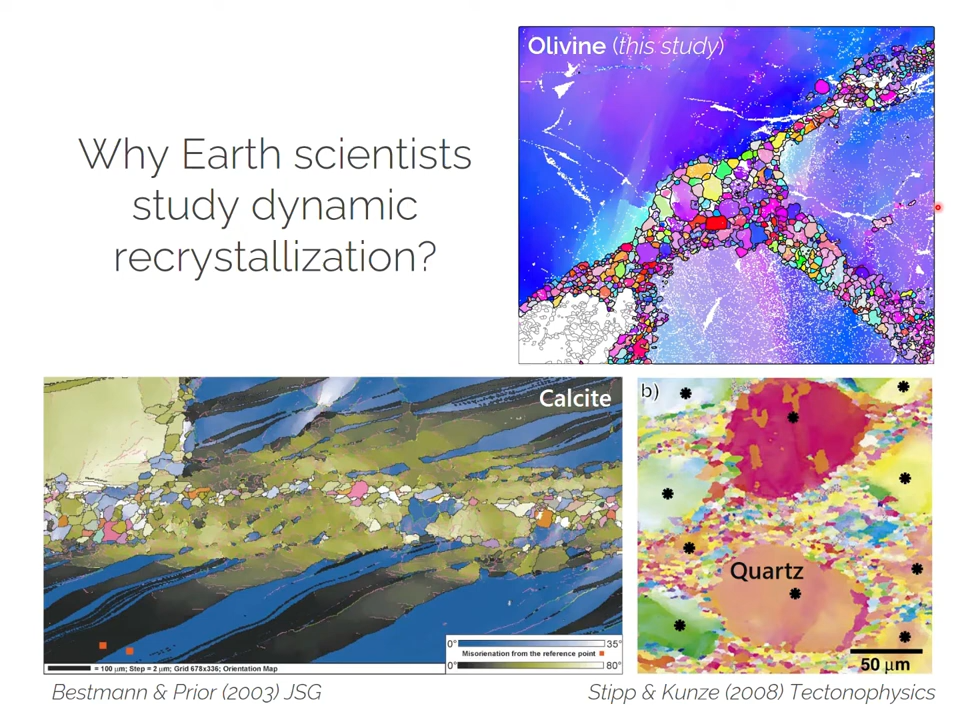 Olivine (this study)
Why Earth scientists
study dynamic
recrystallization?
Calcite
b)
Quartz
0° 35°
Misorienation from the reference point
0° 80°
= 100 µm; Step = 2 µm; Grid 678x336; Orientation Map
50 µm
Bestmann & Prior (2003) JSG
Stipp & Kunze (2008) Tectonophysics